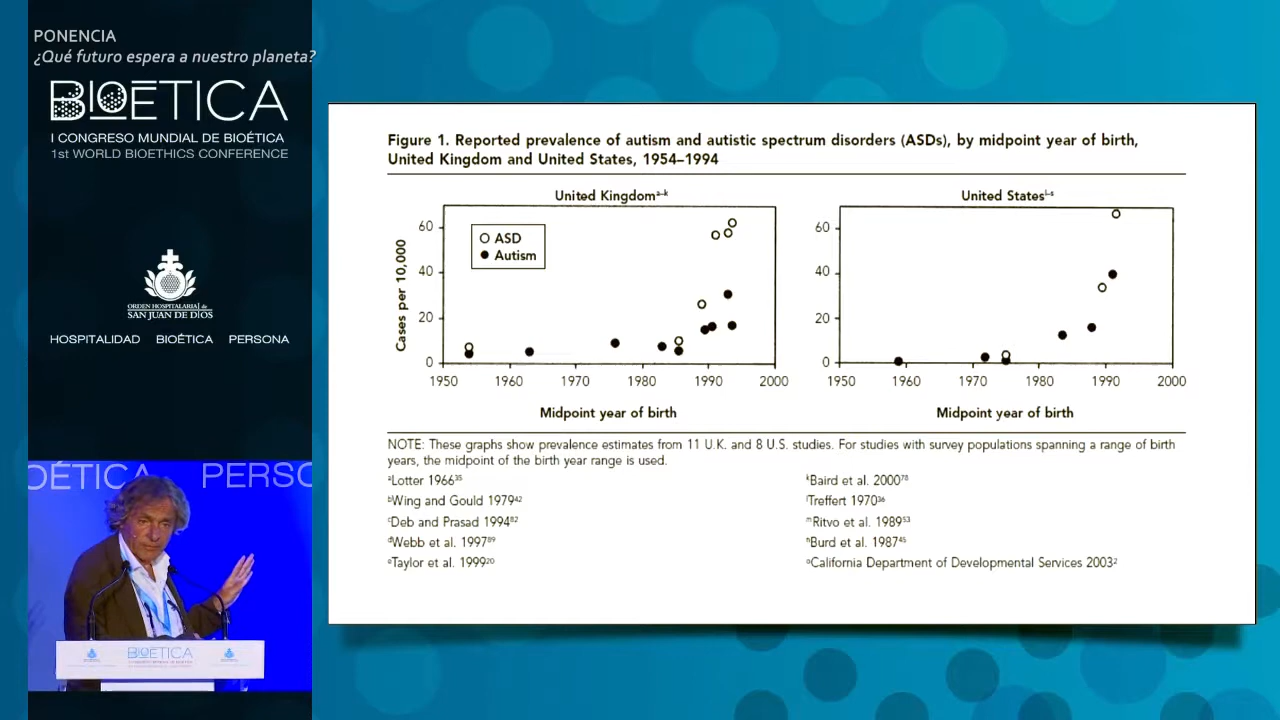 PONENCIA
¿Qué futuro espera a nuestro planeta?
BIOÉTICA
I CONGRESO MUNDIAL DE BIOÉTICA
1st WORLD BIOETHICS CONFERENCE
ORDEN HOSPITALARIA de
SAN JUAN DE DIOS
HOSPITALIDAD BIOÉTICA PERSONA
OÉTICA PERSO
BIOÉTICA
Figure 1. Reported prevalence of autism and autistic spectrum disorders (ASDs), by midpoint year of birth,
United Kingdom and United States, 1954–1994
United Kingdomᵃ⁻ᵏ
Cases per 10,000
ASD
Autism
60
40
20
0
1950 1960 1970 1980 1990 2000
Midpoint year of birth
United Statesˡ⁻ˢ
60
40
20
0
1950 1960 1970 1980 1990 2000
Midpoint year of birth
NOTE: These graphs show prevalence estimates from 11 U.K. and 8 U.S. studies. For studies with survey populations spanning a range of birth
years, the midpoint of the birth year range is used.
ᵃLotter 1966³⁵
ᵇWing and Gould 1979⁴²
ᶜDeb and Prasad 1994⁸²
ᵈWebb et al. 1997⁸⁹
ᵉTaylor et al. 1999²⁰
ᵏBaird et al. 2000⁷⁸
ˡTreffert 1970³⁶
ᵐRitvo et al. 1989⁵³
ⁿBurd et al. 1987⁴⁵
ᵒCalifornia Department of Developmental Services 2003²